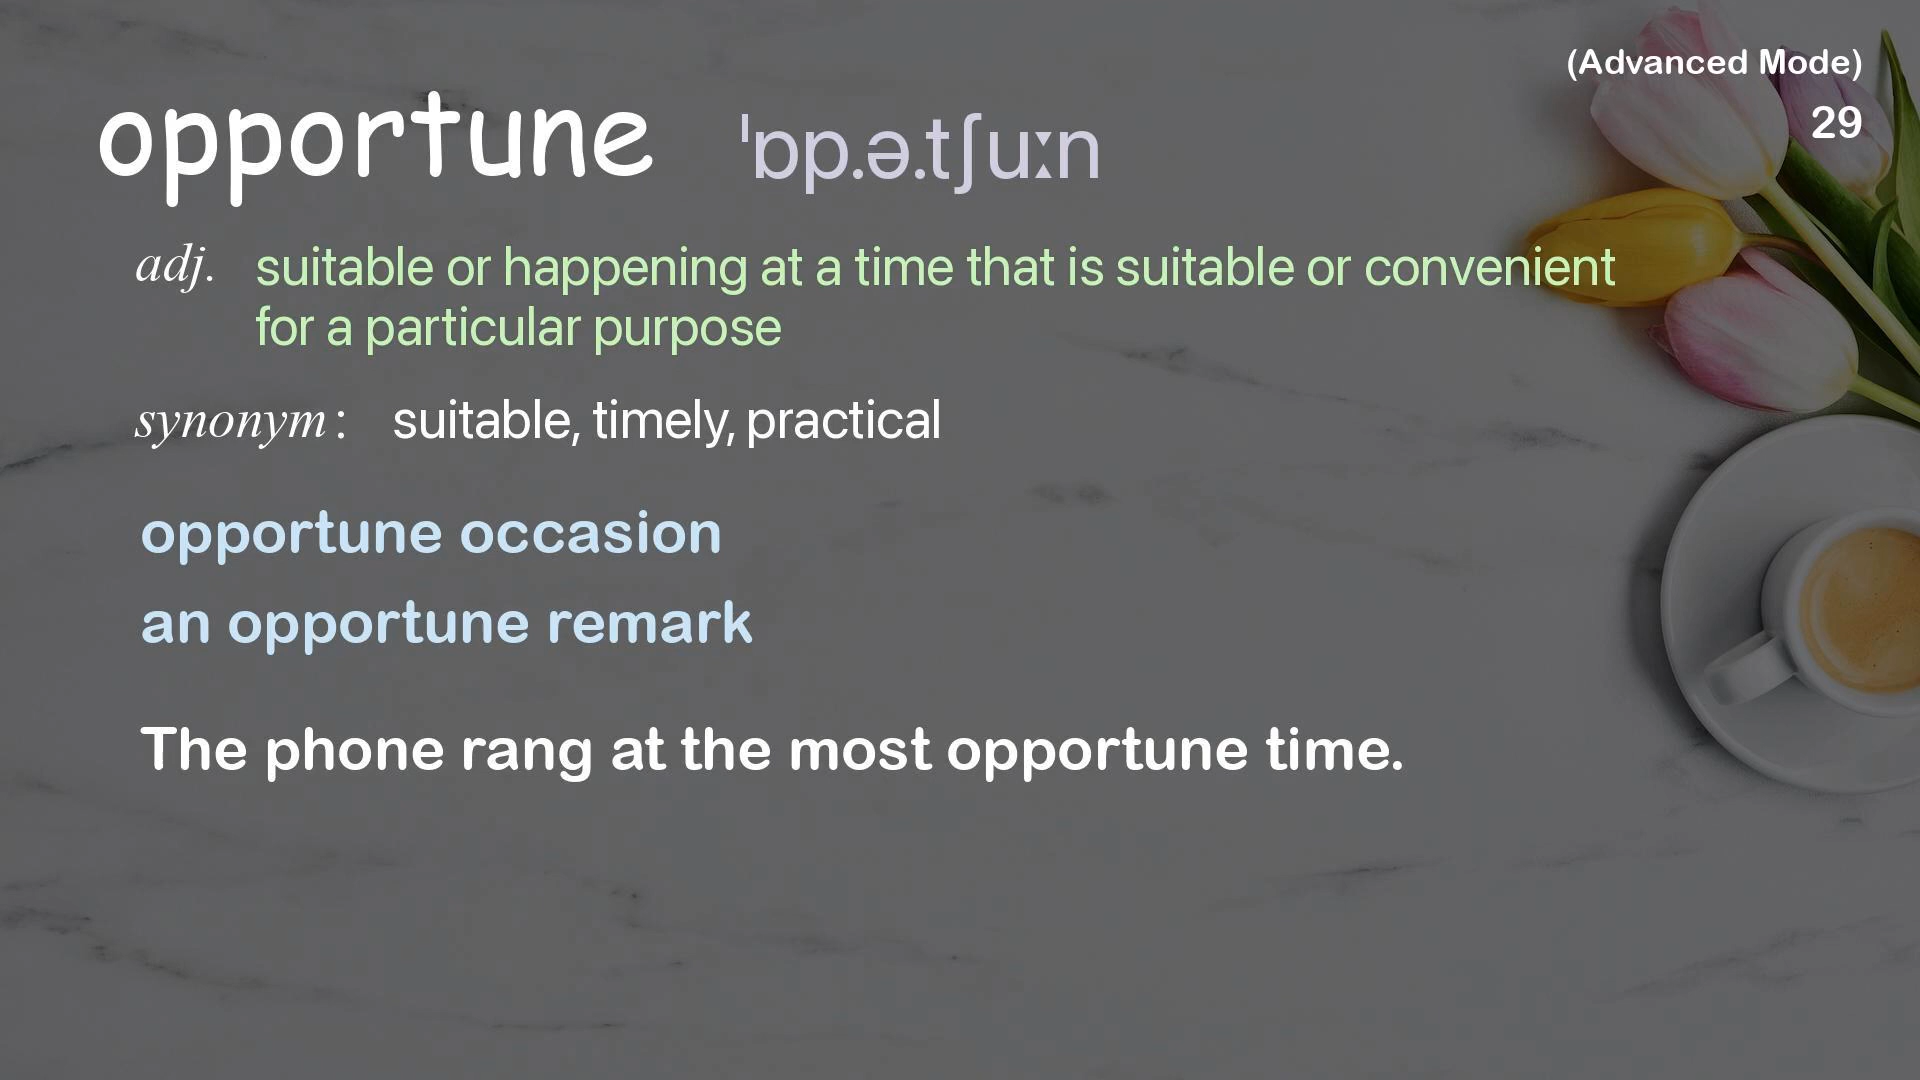 (Advanced Mode)
29
opportune ˈɒp.ə.tʃuːn
adj. suitable or happening at a time that is suitable or convenient
for a particular purpose
synonym : suitable, timely, practical
opportune occasion
an opportune remark
The phone rang at the most opportune time.